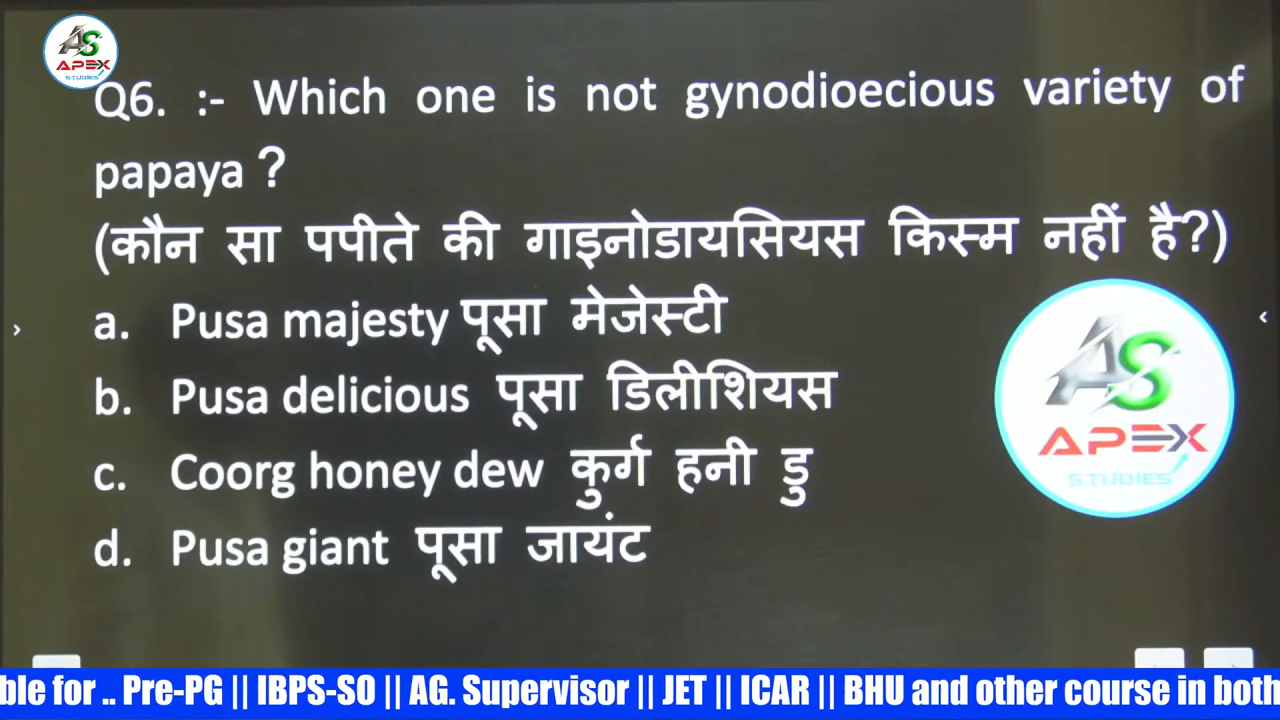 AS
APEX
STUDIES
Q6. :- Which one is not gynodioecious variety of
papaya ?
(कौन सा पपीते की गाइनोडायसियस किस्म नहीं है?)
a. Pusa majesty पूसा मेजेस्टी
b. Pusa delicious पूसा डिलीशियस
c. Coorg honey dew कुर्ग हनी डु
d. Pusa giant पूसा जायंट
AS
APEX
STUDIES
ble for .. Pre-PG || IBPS-SO || AG. Supervisor || JET || ICAR || BHU and other course in both